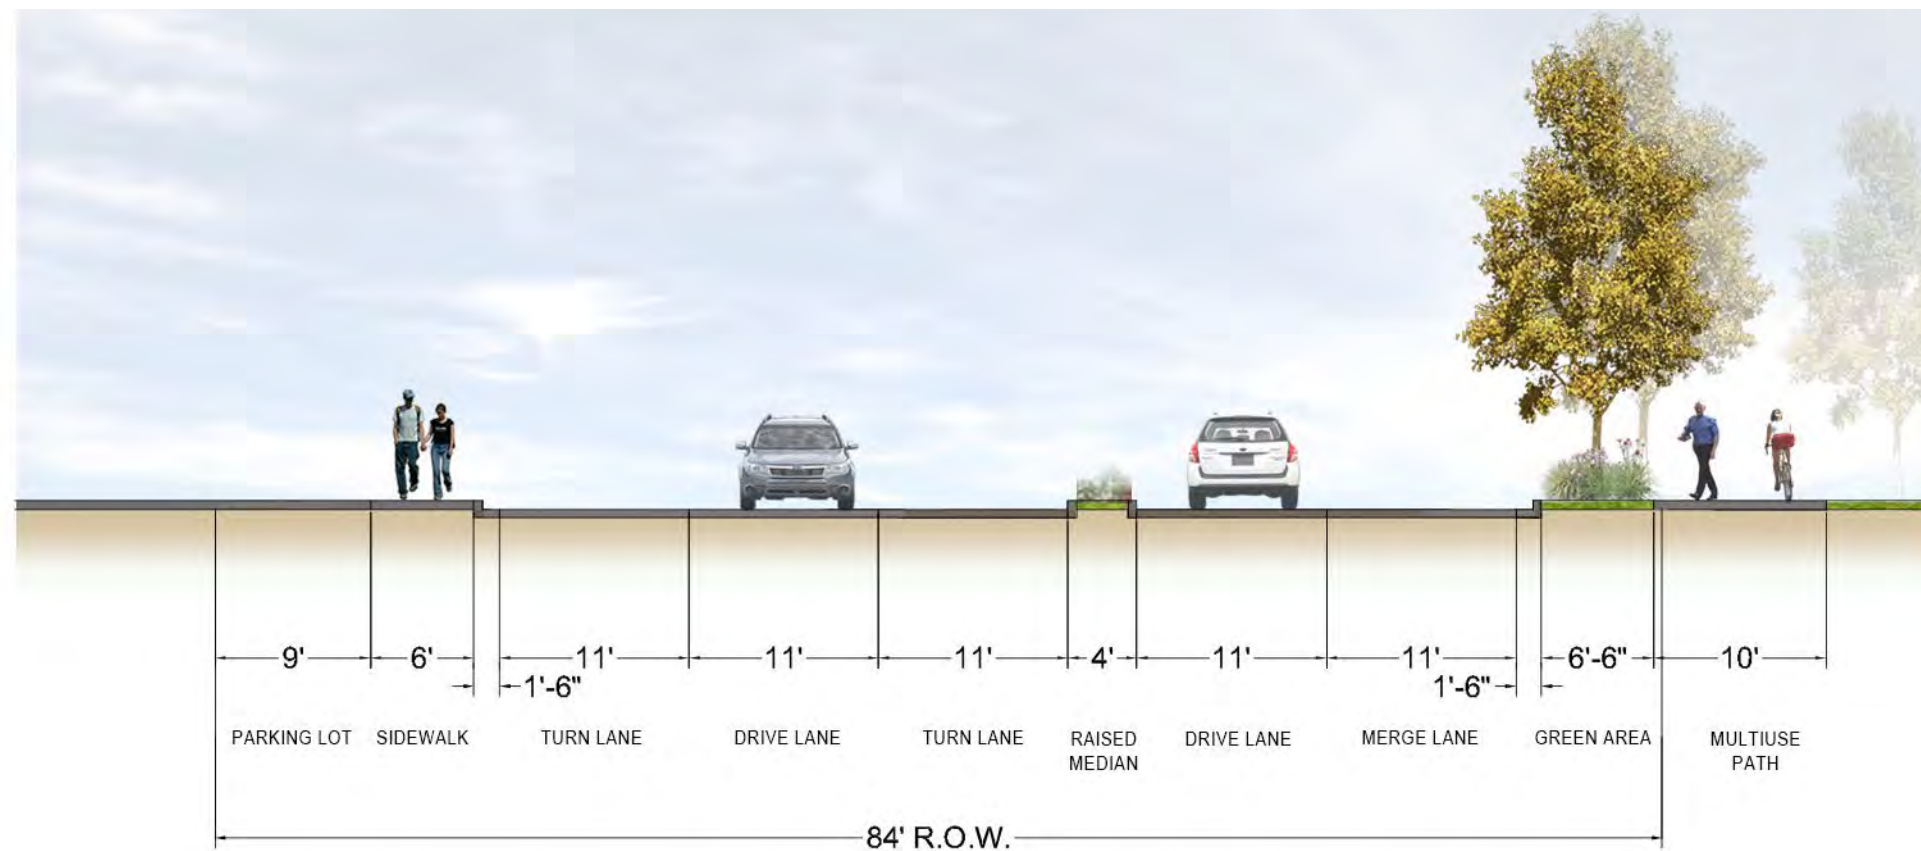 9' 6' 11' 11' 11' 4' 11' 11' 6'-6" 10'
1'-6" 1'-6"
PARKING LOT SIDEWALK TURN LANE DRIVE LANE TURN LANE RAISED DRIVE LANE MERGE LANE GREEN AREA MULTIUSE
MEDIAN PATH
84' R.O.W.